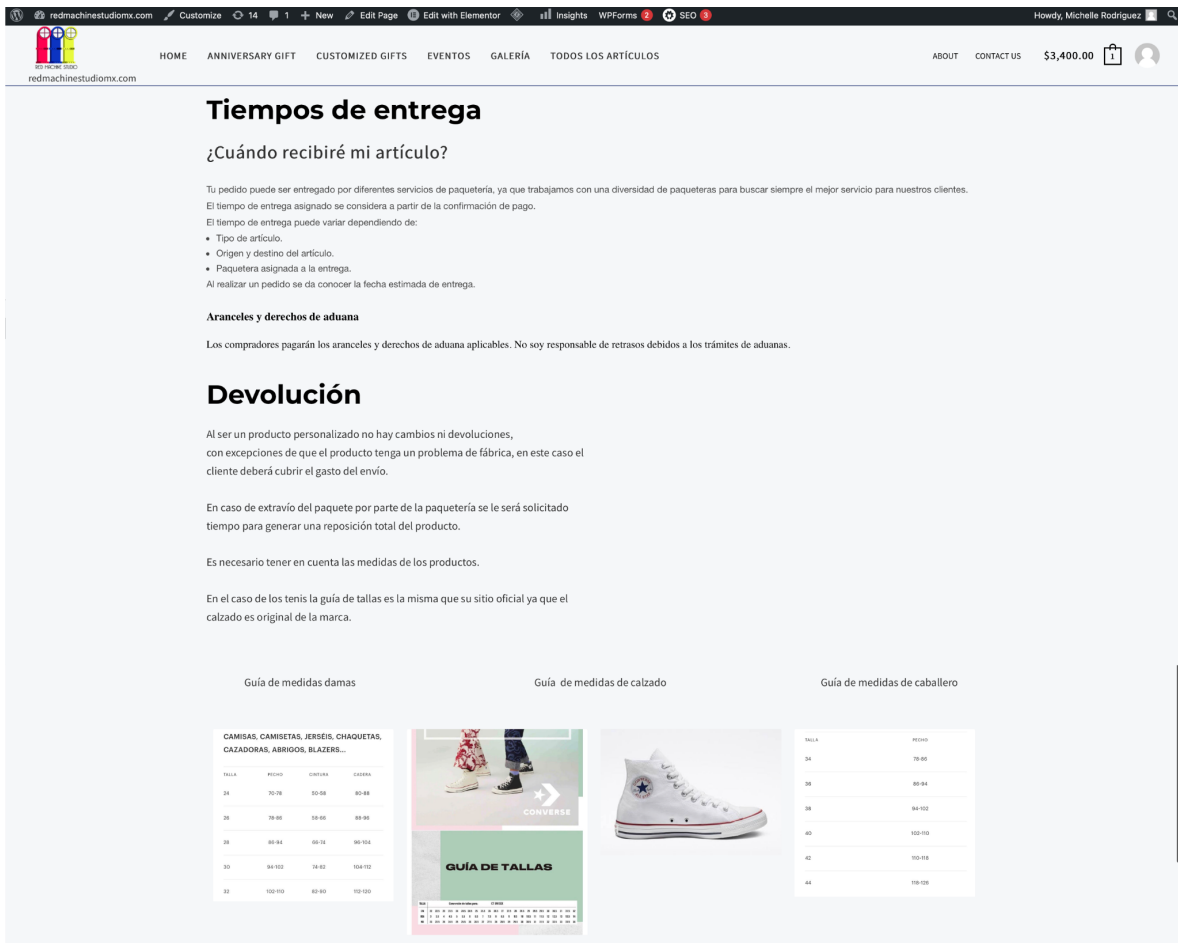 redmachinestudiomx.com Customize 14 1 New Edit Page Edit with Elementor Insights WPForms 2 SEO 3 Howdy, Michelle Rodriguez
RED MACHINE STUDIO
redmachinestudiomx.com
HOME ANNIVERSARY GIFT CUSTOMIZED GIFTS EVENTOS GALERÍA TODOS LOS ARTÍCULOS ABOUT CONTACT US $3,400.00 1
Tiempos de entrega
¿Cuándo recibiré mi artículo?
Tu pedido puede ser entregado por diferentes servicios de paquetería, ya que trabajamos con una diversidad de paqueteras para buscar siempre el mejor servicio para nuestros clientes.
El tiempo de entrega asignado se considera a partir de la confirmación de pago.
El tiempo de entrega puede variar dependiendo de:
• Tipo de artículo.
• Origen y destino del artículo.
• Paquetera asignada a la entrega.
Al realizar un pedido se da conocer la fecha estimada de entrega.
Aranceles y derechos de aduana
Los compradores pagarán los aranceles y derechos de aduana aplicables. No soy responsable de retrasos debidos a los trámites de aduanas.
Devolución
Al ser un producto personalizado no hay cambios ni devoluciones,
con excepciones de que el producto tenga un problema de fábrica, en este caso el
cliente deberá cubrir el gasto del envío.
En caso de extravío del paquete por parte de la paquetería se le será solicitado
tiempo para generar una reposición total del producto.
Es necesario tener en cuenta las medidas de los productos.
En el caso de los tenis la guía de tallas es la misma que su sitio oficial ya que el
calzado es original de la marca.
Guía de medidas damas
CAMISAS, CAMISETAS, JERSÉIS, CHAQUETAS,
CAZADORAS, ABRIGOS, BLAZERS...
TALLA PECHO CINTURA CADERA
24 70-78 50-58 80-88
26 78-86 58-66 88-96
28 86-94 66-74 96-104
30 94-102 74-82 104-112
32 102-110 82-90 112-120
Guía de medidas de calzado
CONVERSE
GUÍA DE TALLAS
Guía de medidas de caballero
TALLA PECHO
34 78-86
36 86-94
38 94-102
40 102-110
42 110-118
44 118-126